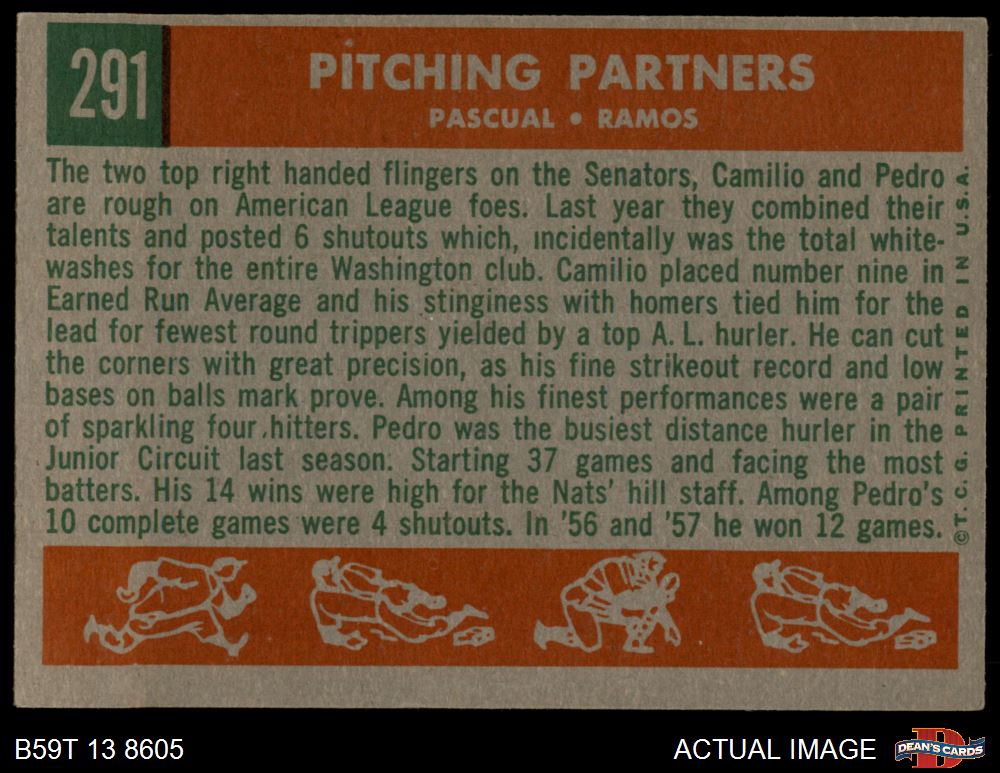 291
PITCHING PARTNERS
PASCUAL • RAMOS
The two top right handed flingers on the Senators, Camilio and Pedro
are rough on American League foes. Last year they combined their
talents and posted 6 shutouts which, incidentally was the total white-
washes for the entire Washington club. Camilio placed number nine in
Earned Run Average and his stinginess with homers tied him for the
lead for fewest round trippers yielded by a top A. L. hurler. He can cut
the corners with great precision, as his fine strikeout record and low
bases on balls mark prove. Among his finest performances were a pair
of sparkling four hitters. Pedro was the busiest distance hurler in the
Junior Circuit last season. Starting 37 games and facing the most
batters. His 14 wins were high for the Nats' hill staff. Among Pedro's
10 complete games were 4 shutouts. In '56 and '57 he won 12 games.
©T. C. G. PRINTED IN U.S.A.
B59T 13 8605
ACTUAL IMAGE
D
DEAN'S CARDS